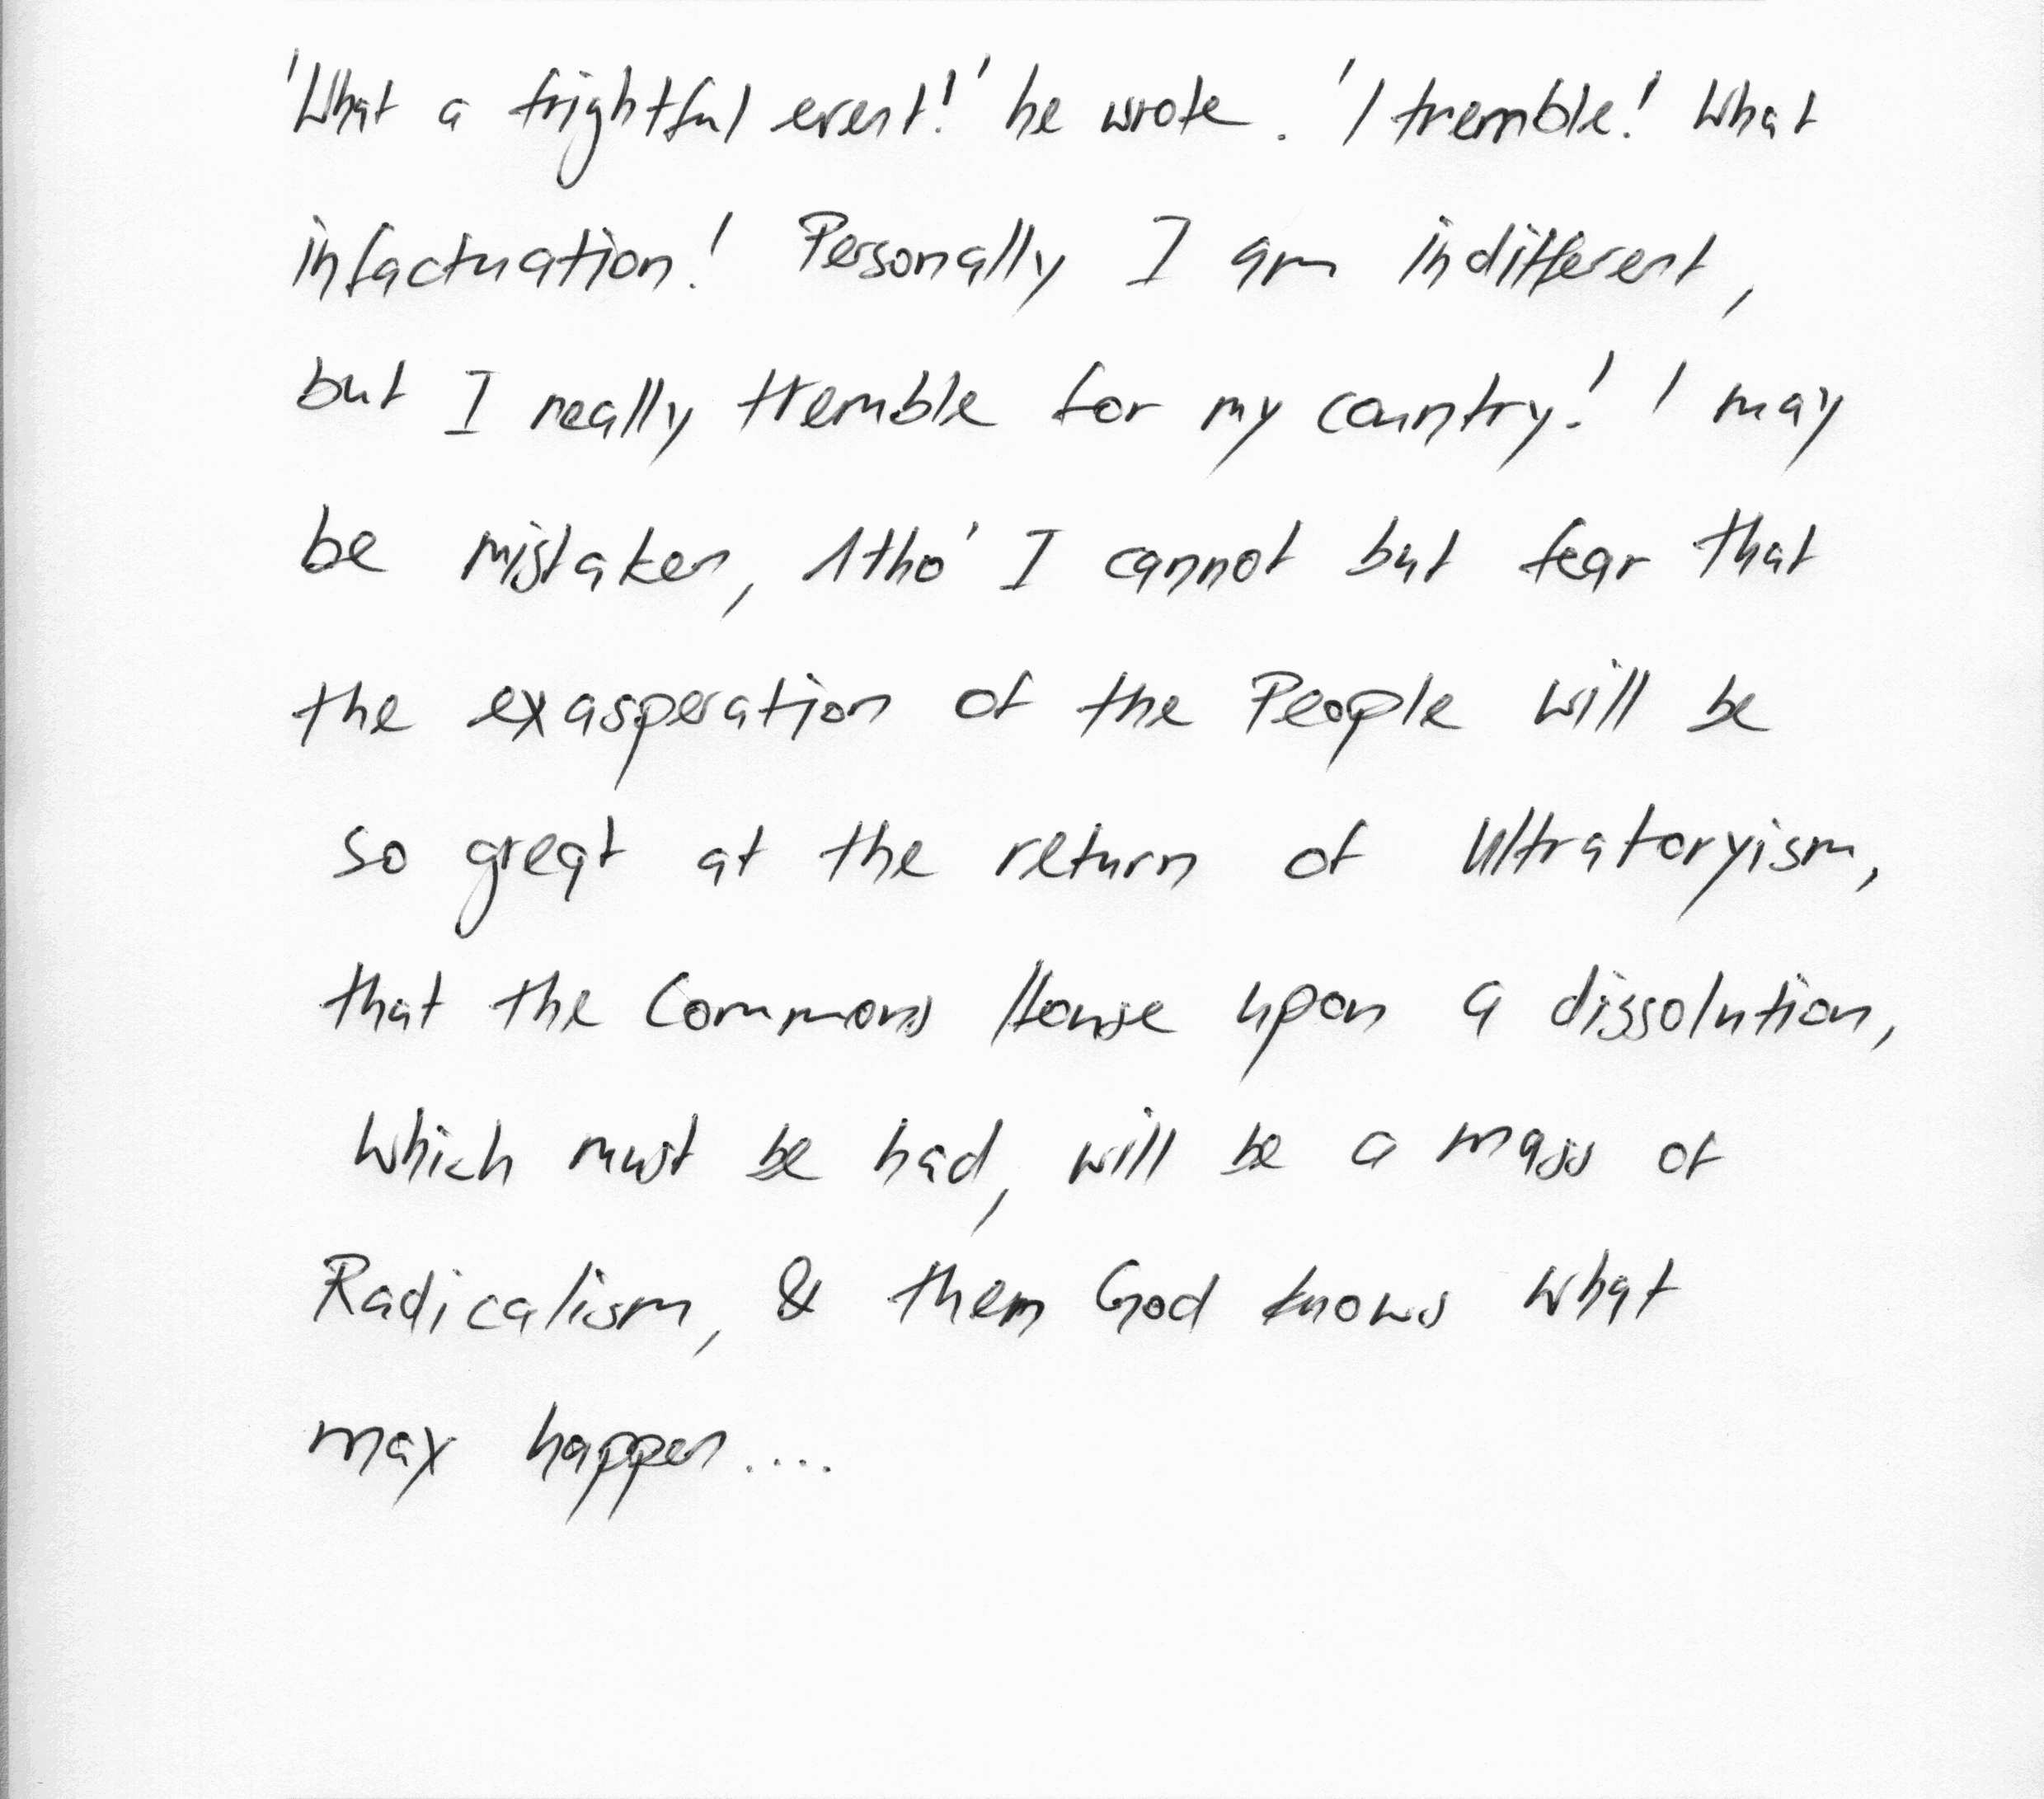 'What a frightful event!' he wrote. 'I tremble! What
infactuation! Personally I am indifferent,
but I really tremble for my country! I may
be mistaken, Altho' I cannot but fear that
the exasperation of the People will be
so great at the return of Ultratoryism,
that the Commons House upon a dissolution,
which must be had, will be a mass of
Radicalism, & them God knows what
may happen....